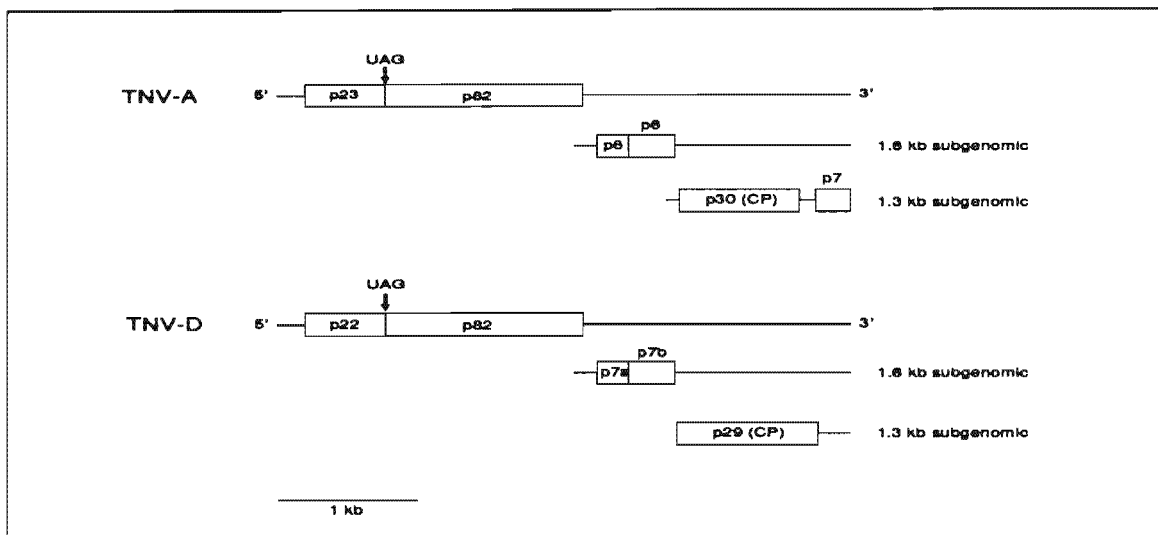 UAG
TNV-A 5' p23 p82 3'
p6
p8 1.6 kb subgenomic
p7
p30 (CP) 1.3 kb subgenomic
UAG
TNV-D 5' p22 p82 3'
p7b
p7a 1.6 kb subgenomic
p29 (CP) 1.3 kb subgenomic
1 kb